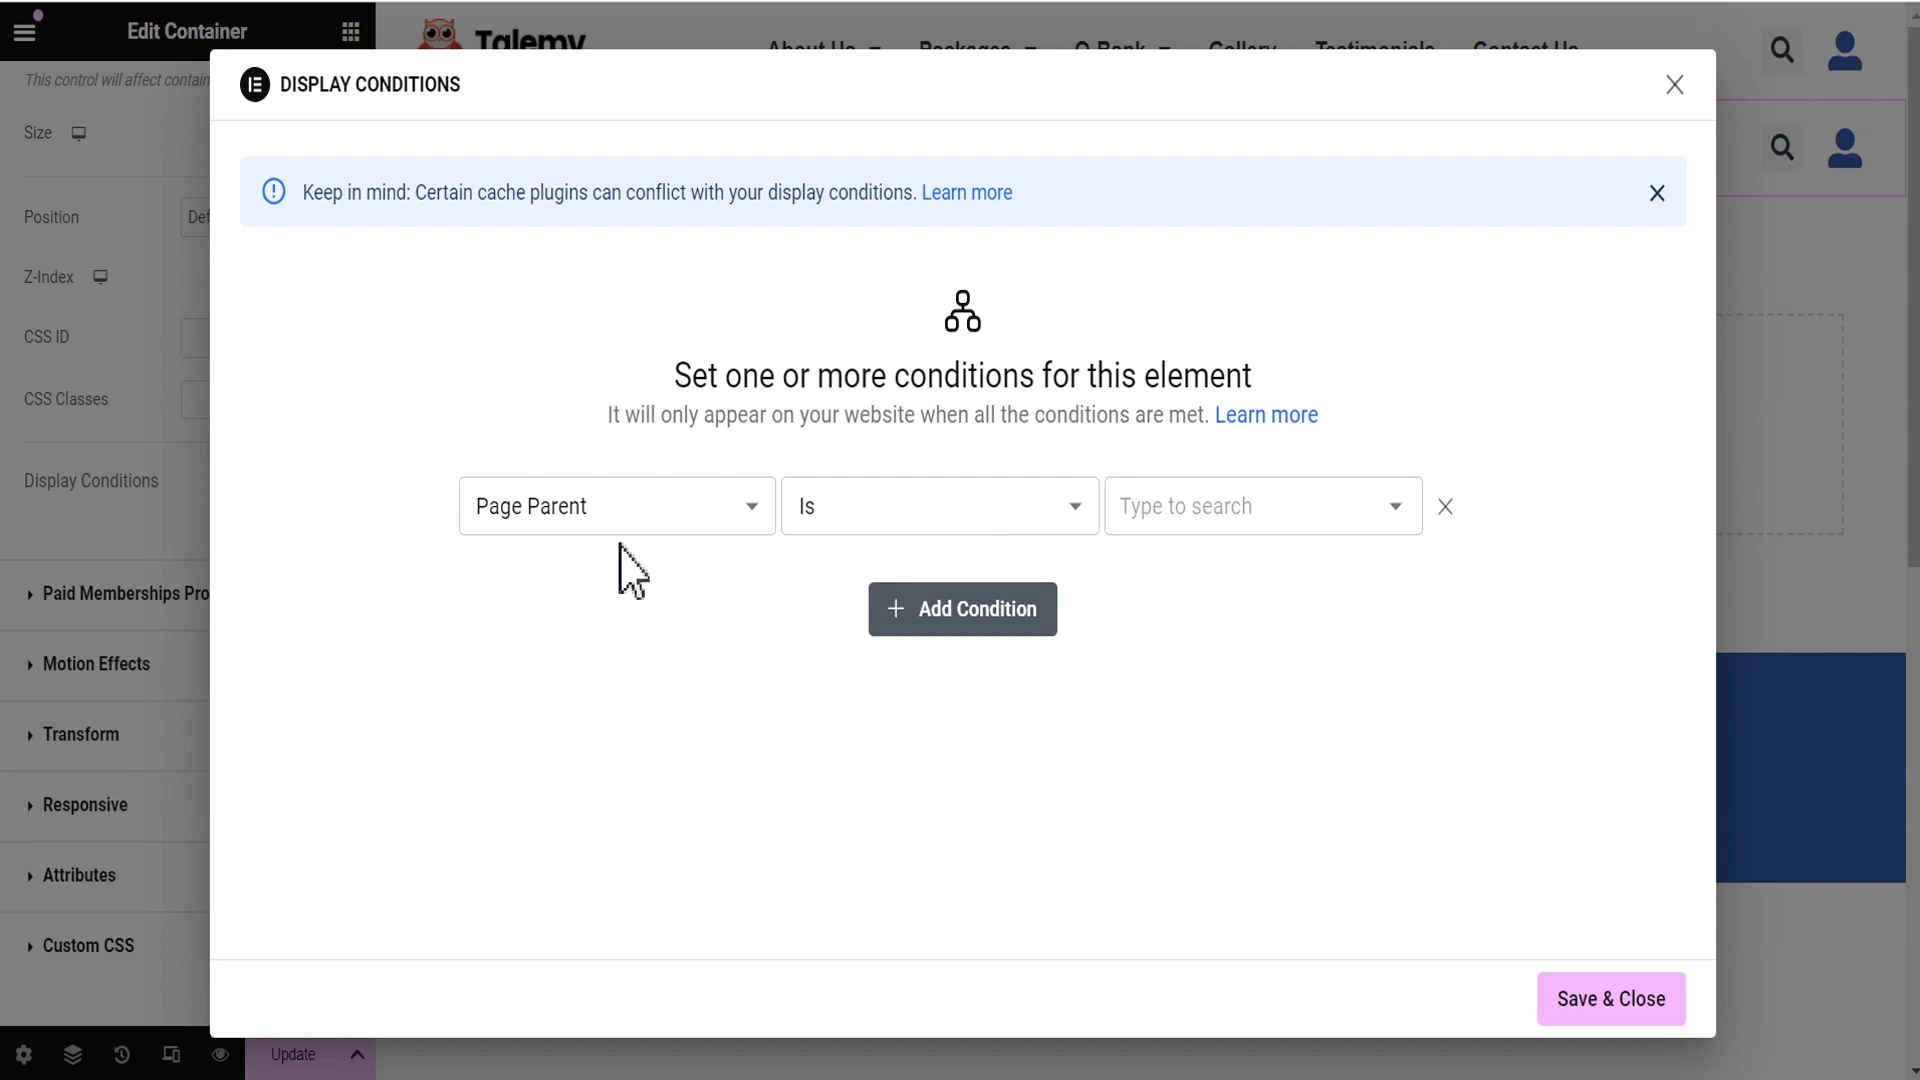 Edit Container
Talemy
About Us
Packages
Q Bank
Gallery
Testimonials
Contact Us
This control will affect contain
DISPLAY CONDITIONS
Size
Keep in mind: Certain cache plugins can conflict with your display conditions. Learn more
Position
Def
Z-Index
CSS ID
Set one or more conditions for this element
CSS Classes
It will only appear on your website when all the conditions are met. Learn more
Display Conditions
Page Parent
Is
Type to search
Paid Memberships Pro
+ Add Condition
Motion Effects
Transform
Responsive
Attributes
Custom CSS
Save & Close
Update